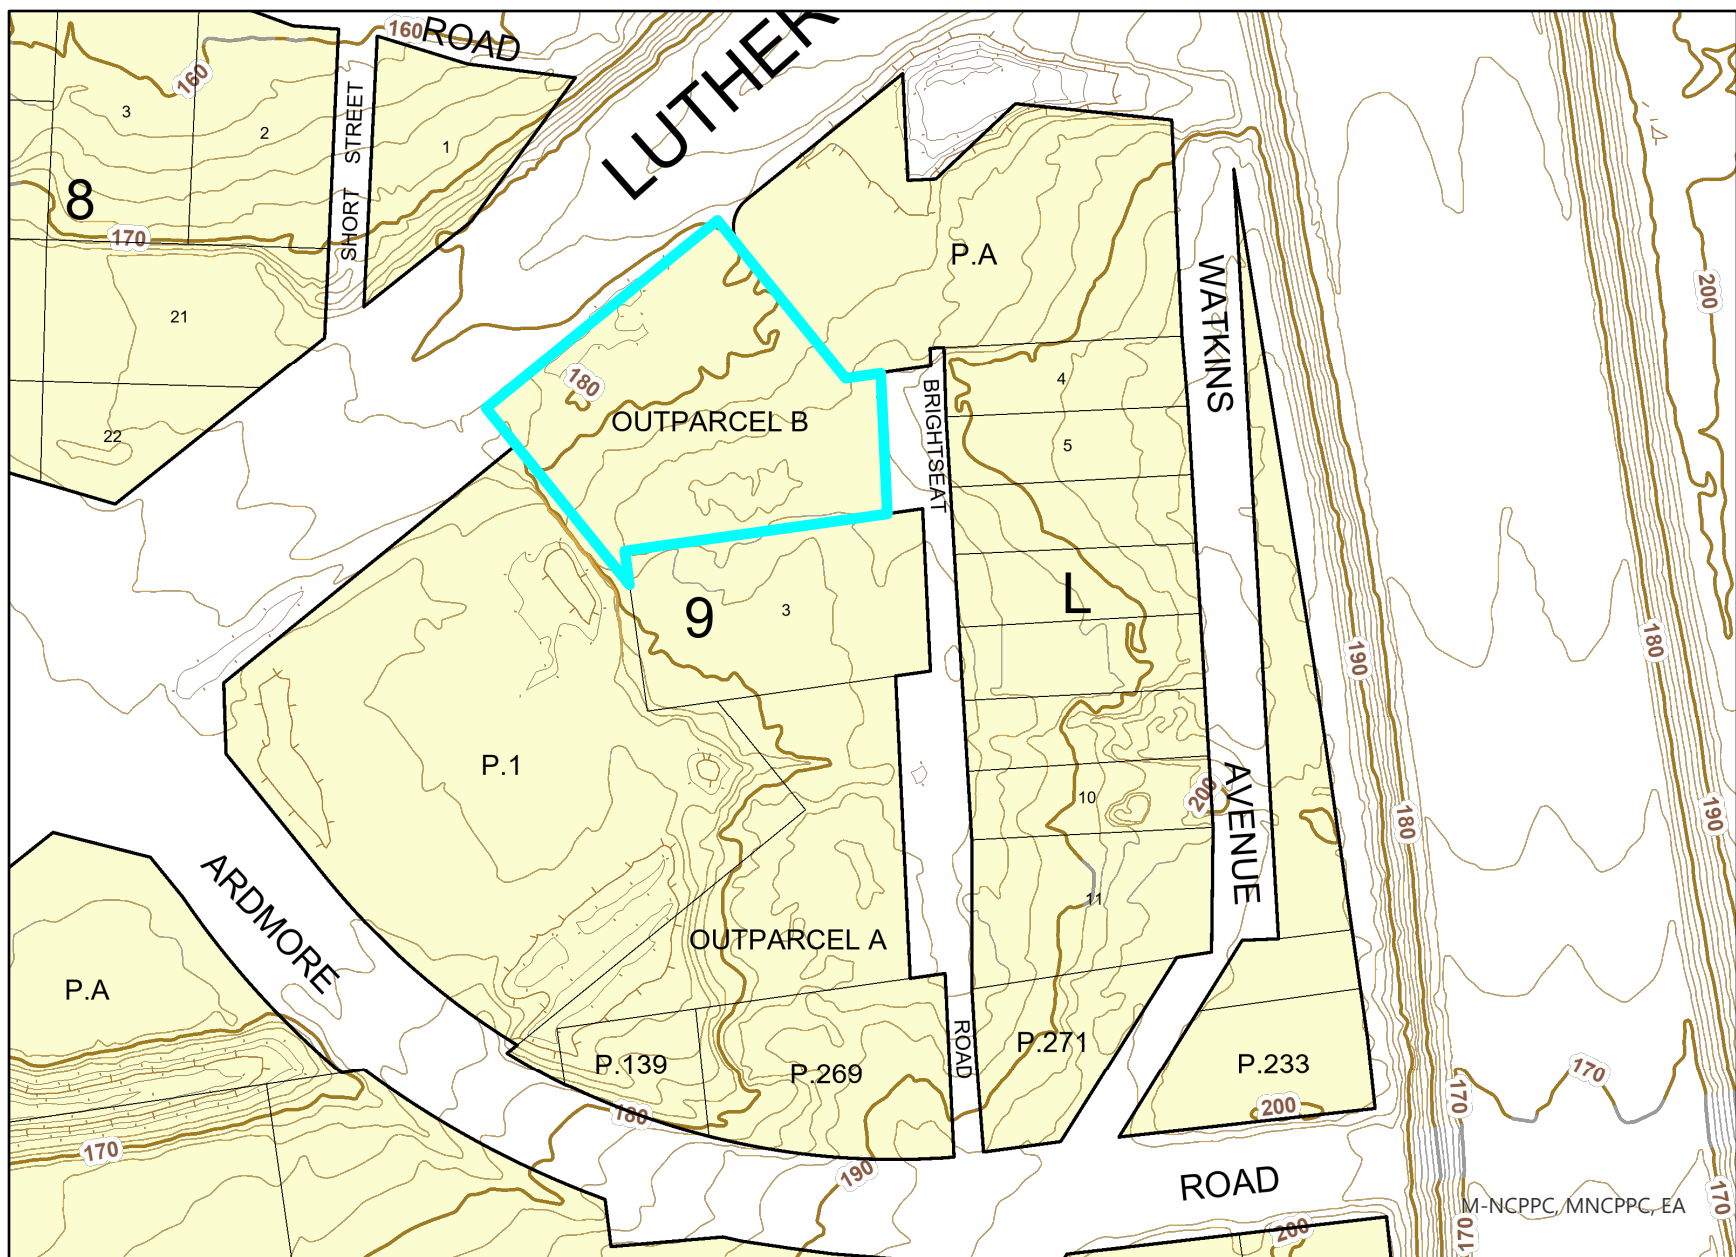 160
ROAD
LUTHER
160
3
2
1
SHORT STREET
8
170
P.A
WATKINS
200
21
180
4
BRIGHTSEAT
OUTPARCEL B
22
5
9
3
L
190
180
P.1
10
200
AVENUE
180
190
ARDMORE
11
OUTPARCEL A
P.A
ROAD
P.271
P.139
P.269
P.233
170
170
200
180
170
190
ROAD
170
M-NCPPC, MNCPPC, EA
200
170